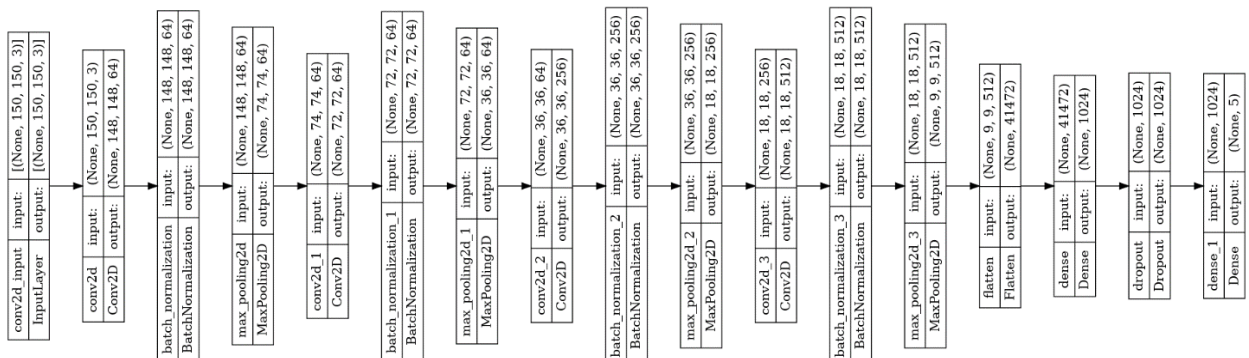 conv2d_input input: [(None, 150, 150, 3)]
InputLayer output: [(None, 150, 150, 3)]
conv2d input: (None, 150, 150, 3)
Conv2D output: (None, 148, 148, 64)
batch_normalization input: (None, 148, 148, 64)
BatchNormalization output: (None, 148, 148, 64)
max_pooling2d input: (None, 148, 148, 64)
MaxPooling2D output: (None, 74, 74, 64)
conv2d_1 input: (None, 74, 74, 64)
Conv2D output: (None, 72, 72, 64)
batch_normalization_1 input: (None, 72, 72, 64)
BatchNormalization output: (None, 72, 72, 64)
max_pooling2d_1 input: (None, 72, 72, 64)
MaxPooling2D output: (None, 36, 36, 64)
conv2d_2 input: (None, 36, 36, 64)
Conv2D output: (None, 36, 36, 256)
batch_normalization_2 input: (None, 36, 36, 256)
BatchNormalization output: (None, 36, 36, 256)
max_pooling2d_2 input: (None, 36, 36, 256)
MaxPooling2D output: (None, 18, 18, 256)
conv2d_3 input: (None, 18, 18, 256)
Conv2D output: (None, 18, 18, 512)
batch_normalization_3 input: (None, 18, 18, 512)
BatchNormalization output: (None, 18, 18, 512)
max_pooling2d_3 input: (None, 18, 18, 512)
MaxPooling2D output: (None, 9, 9, 512)
flatten input: (None, 9, 9, 512)
Flatten output: (None, 41472)
dense input: (None, 41472)
Dense output: (None, 1024)
dropout input: (None, 1024)
Dropout output: (None, 1024)
dense_1 input: (None, 1024)
Dense output: (None, 5)